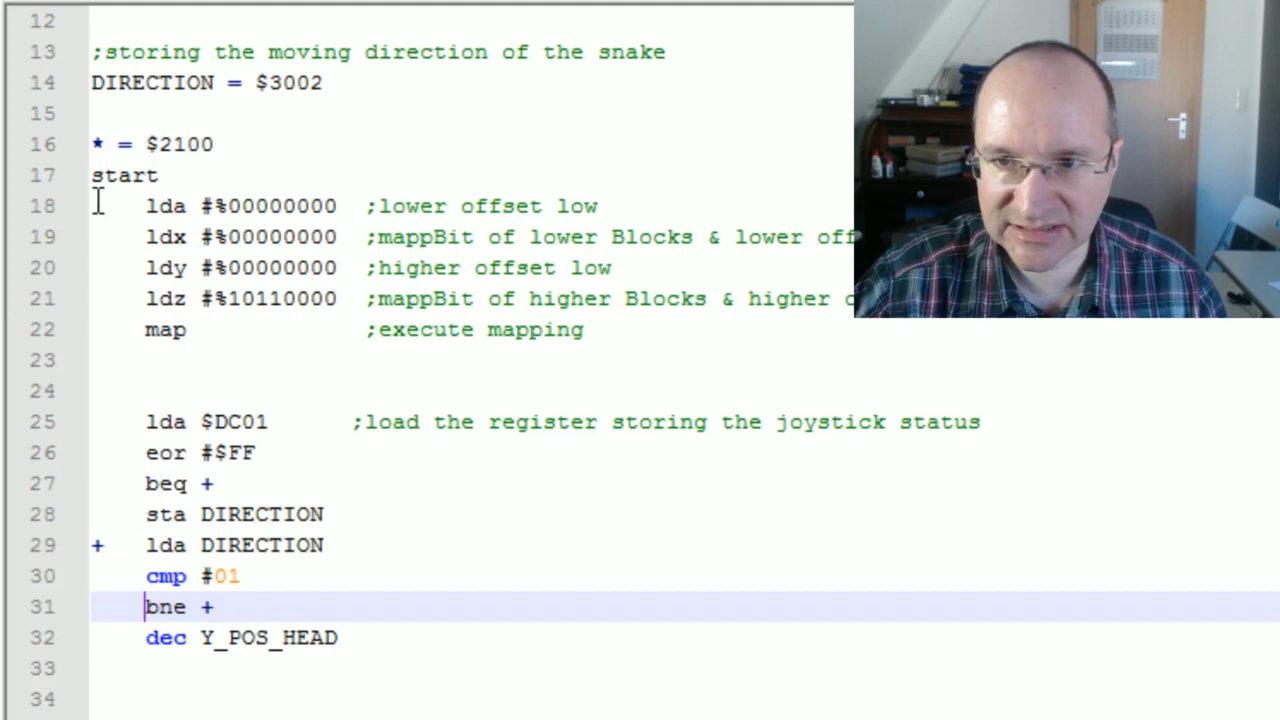 12
13 ;storing the moving direction of the snake
14 DIRECTION = $3002
15
16 * = $2100
17 start
18 lda #%00000000 ;lower offset low
19 ldx #%00000000 ;mappBit of lower Blocks & lower off
20 ldy #%00000000 ;higher offset low
21 ldz #%10110000 ;mappBit of higher Blocks & higher
22 map ;execute mapping
23
24
25 lda $DC01 ;load the register storing the joystick status
26 eor #$FF
27 beq +
28 sta DIRECTION
29 + lda DIRECTION
30 cmp #01
31 bne +
32 dec Y_POS_HEAD
33
34